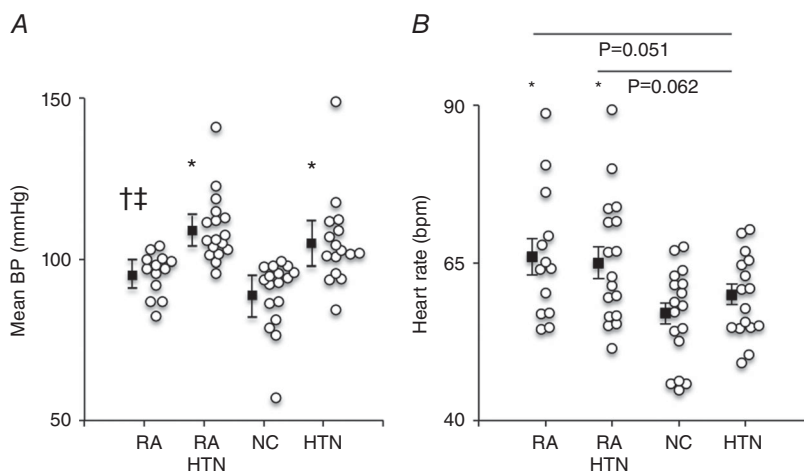 A
Mean BP (mmHg)
150
100
50
†‡
*
*
RA
RA
HTN
NC
HTN
B
P=0.051
P=0.062
Heart rate (bpm)
90
65
40
*
*
RA
RA
HTN
NC
HTN